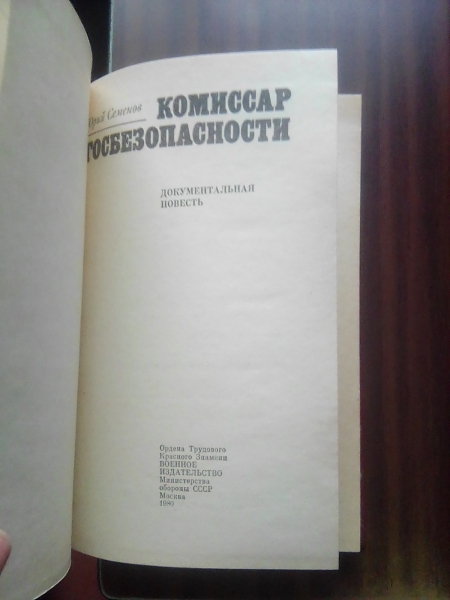 Юрий Семенов
КОМИССАР
ГОСБЕЗОПАСНОСТИ
ДОКУМЕНТАЛЬНАЯ
ПОВЕСТЬ
Ордена Трудового
Красного Знамени
ВОЕННОЕ
ИЗДАТЕЛЬСТВО
Министерства
обороны СССР
Москва